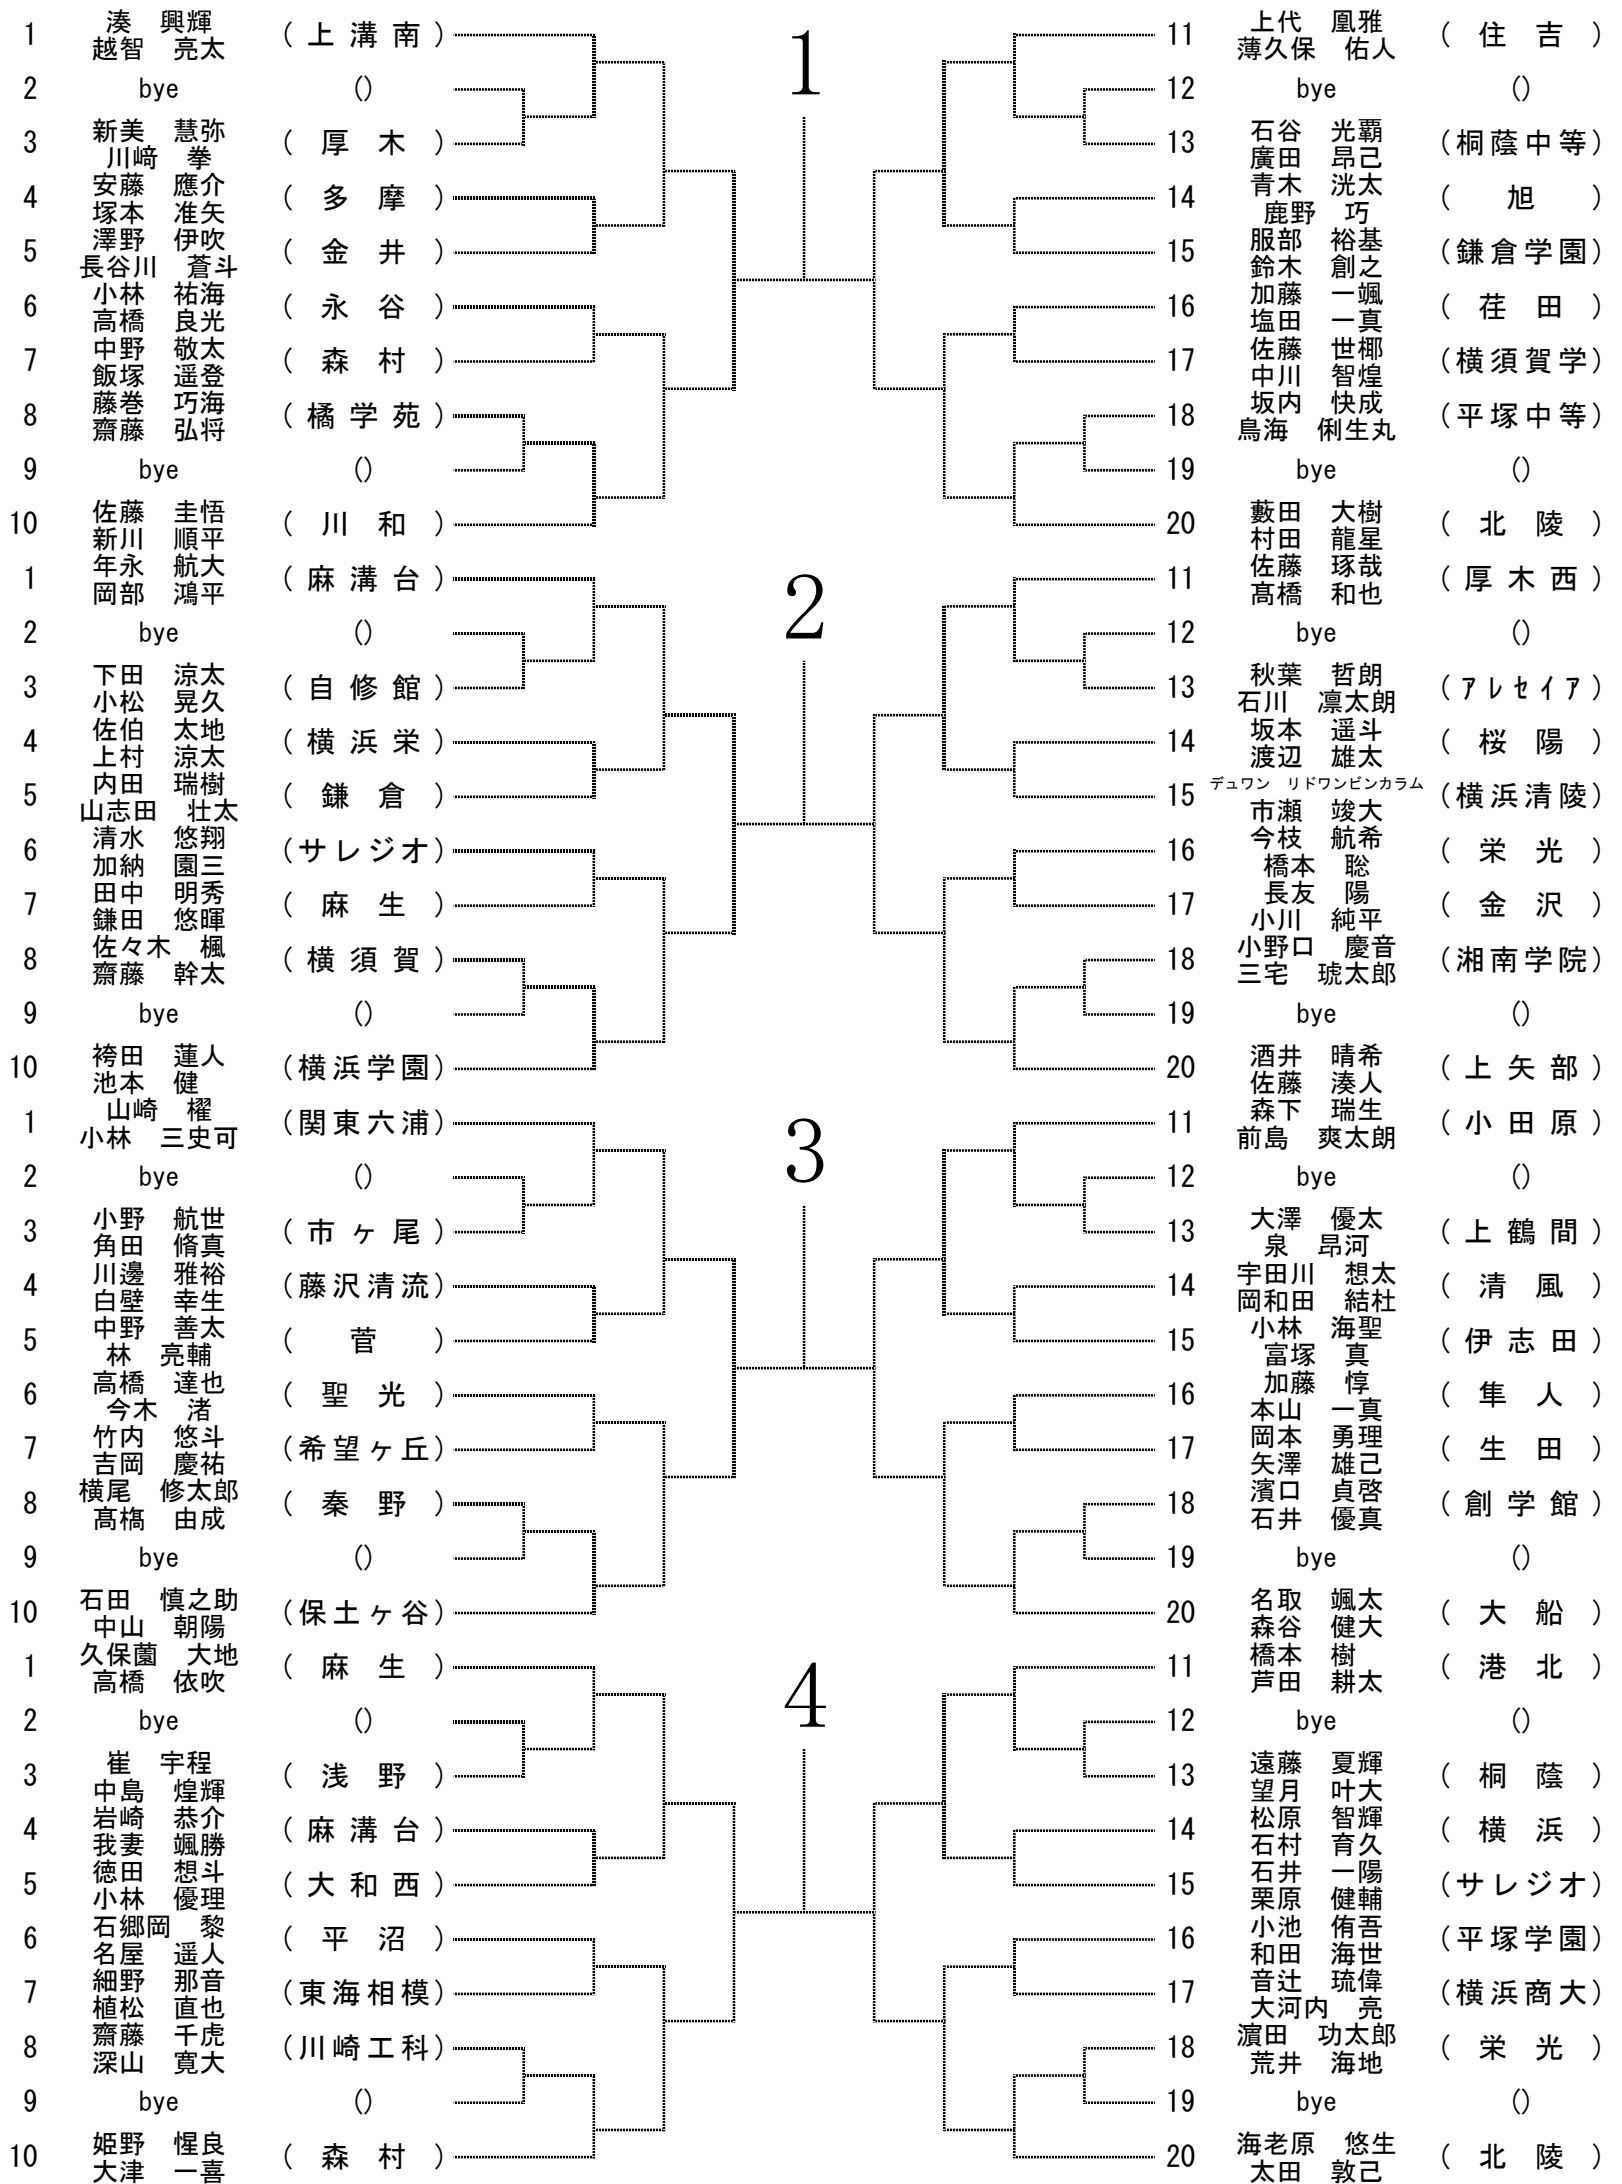 1
1 湊 興輝 越智 亮太 (上溝南)
2 bye ()
3 新美 慧弥 川﨑 拳 (厚木)
4 安藤 應介 塚本 准矢 (多摩)
5 澤野 伊吹 長谷川 蒼斗 (金井)
6 小林 祐海 高橋 良光 (永谷)
7 中野 敬太 飯塚 遥登 (森村)
8 藤巻 巧海 齋藤 弘将 (橘学苑)
9 bye ()
10 佐藤 圭悟 新川 順平 (川和)
11 上代 凰雅 薄久保 佑人 (住吉)
12 bye ()
13 石谷 光覇 廣田 昂己 (桐蔭中等)
14 青木 洸太 鹿野 巧 (旭)
15 服部 裕基 鈴木 創之 (鎌倉学園)
16 加藤 一颯 塩田 一真 (荏田)
17 佐藤 世椰 中川 智煌 (横須賀学)
18 坂内 快成 鳥海 俐生丸 (平塚中等)
19 bye ()
20 藪田 大樹 村田 龍星 (北陵)
2
1 年永 航大 岡部 鴻平 (麻溝台)
2 bye ()
3 下田 涼太 小松 晃久 (自修館)
4 佐伯 太地 上村 涼太 (横浜栄)
5 内田 瑞樹 山志田 壮太 (鎌倉)
6 清水 悠翔 加納 園三 (サレジオ)
7 田中 明秀 鎌田 悠暉 (麻生)
8 佐々木 楓 齋藤 幹太 (横須賀)
9 bye ()
10 袴田 蓮人 池本 健 (横浜学園)
11 佐藤 琢哉 髙橋 和也 (厚木西)
12 bye ()
13 秋葉 哲朗 石川 凛太朗 (アレセイア)
14 坂本 遥斗 渡辺 雄太 (桜陽)
15 デュワン リドワンビンカラム 市瀬 竣大 (横浜清陵)
16 今枝 航希 橋本 聡 (栄光)
17 長友 陽 小川 純平 (金沢)
18 小野口 慶音 三宅 琥太郎 (湘南学院)
19 bye ()
20 酒井 晴希 佐藤 湊人 (上矢部)
3
1 山崎 櫂 小林 三史可 (関東六浦)
2 bye ()
3 小野 航世 角田 脩真 (市ヶ尾)
4 川邊 雅裕 白壁 幸生 (藤沢清流)
5 中野 善太 林 亮輔 (菅)
6 高橋 達也 今木 渚 (聖光)
7 竹内 悠斗 吉岡 慶祐 (希望ヶ丘)
8 横尾 修太郎 髙槗 由成 (秦野)
9 bye ()
10 石田 慎之助 中山 朝陽 (保土ヶ谷)
11 森下 瑞生 前島 爽太朗 (小田原)
12 bye ()
13 大澤 優太 泉 昂河 (上鶴間)
14 宇田川 想太 岡和田 結杜 (清風)
15 小林 海聖 富塚 真 (伊志田)
16 加藤 惇 本山 一真 (隼人)
17 岡本 勇理 矢澤 雄己 (生田)
18 濱口 貞啓 石井 優真 (創学館)
19 bye ()
20 名取 颯太 森谷 健大 (大船)
4
1 久保薗 大地 高橋 依吹 (麻生)
2 bye ()
3 崔 宇程 中島 煌輝 (浅野)
4 岩崎 恭介 我妻 颯勝 (麻溝台)
5 徳田 想斗 小林 優理 (大和西)
6 石郷岡 黎 名屋 遥人 (平沼)
7 細野 那音 植松 直也 (東海相模)
8 齋藤 千虎 深山 寛大 (川崎工科)
9 bye ()
10 姫野 惺良 大津 一喜 (森村)
11 橋本 樹 芦田 耕太 (港北)
12 bye ()
13 遠藤 夏輝 望月 叶大 (桐蔭)
14 松原 智輝 石村 育久 (横浜)
15 石井 一陽 栗原 健輔 (サレジオ)
16 小池 侑吾 和田 海世 (平塚学園)
17 音辻 琉偉 大河内 亮 (横浜商大)
18 濵田 功太郎 荒井 海地 (栄光)
19 bye ()
20 海老原 悠生 太田 敦己 (北陵)